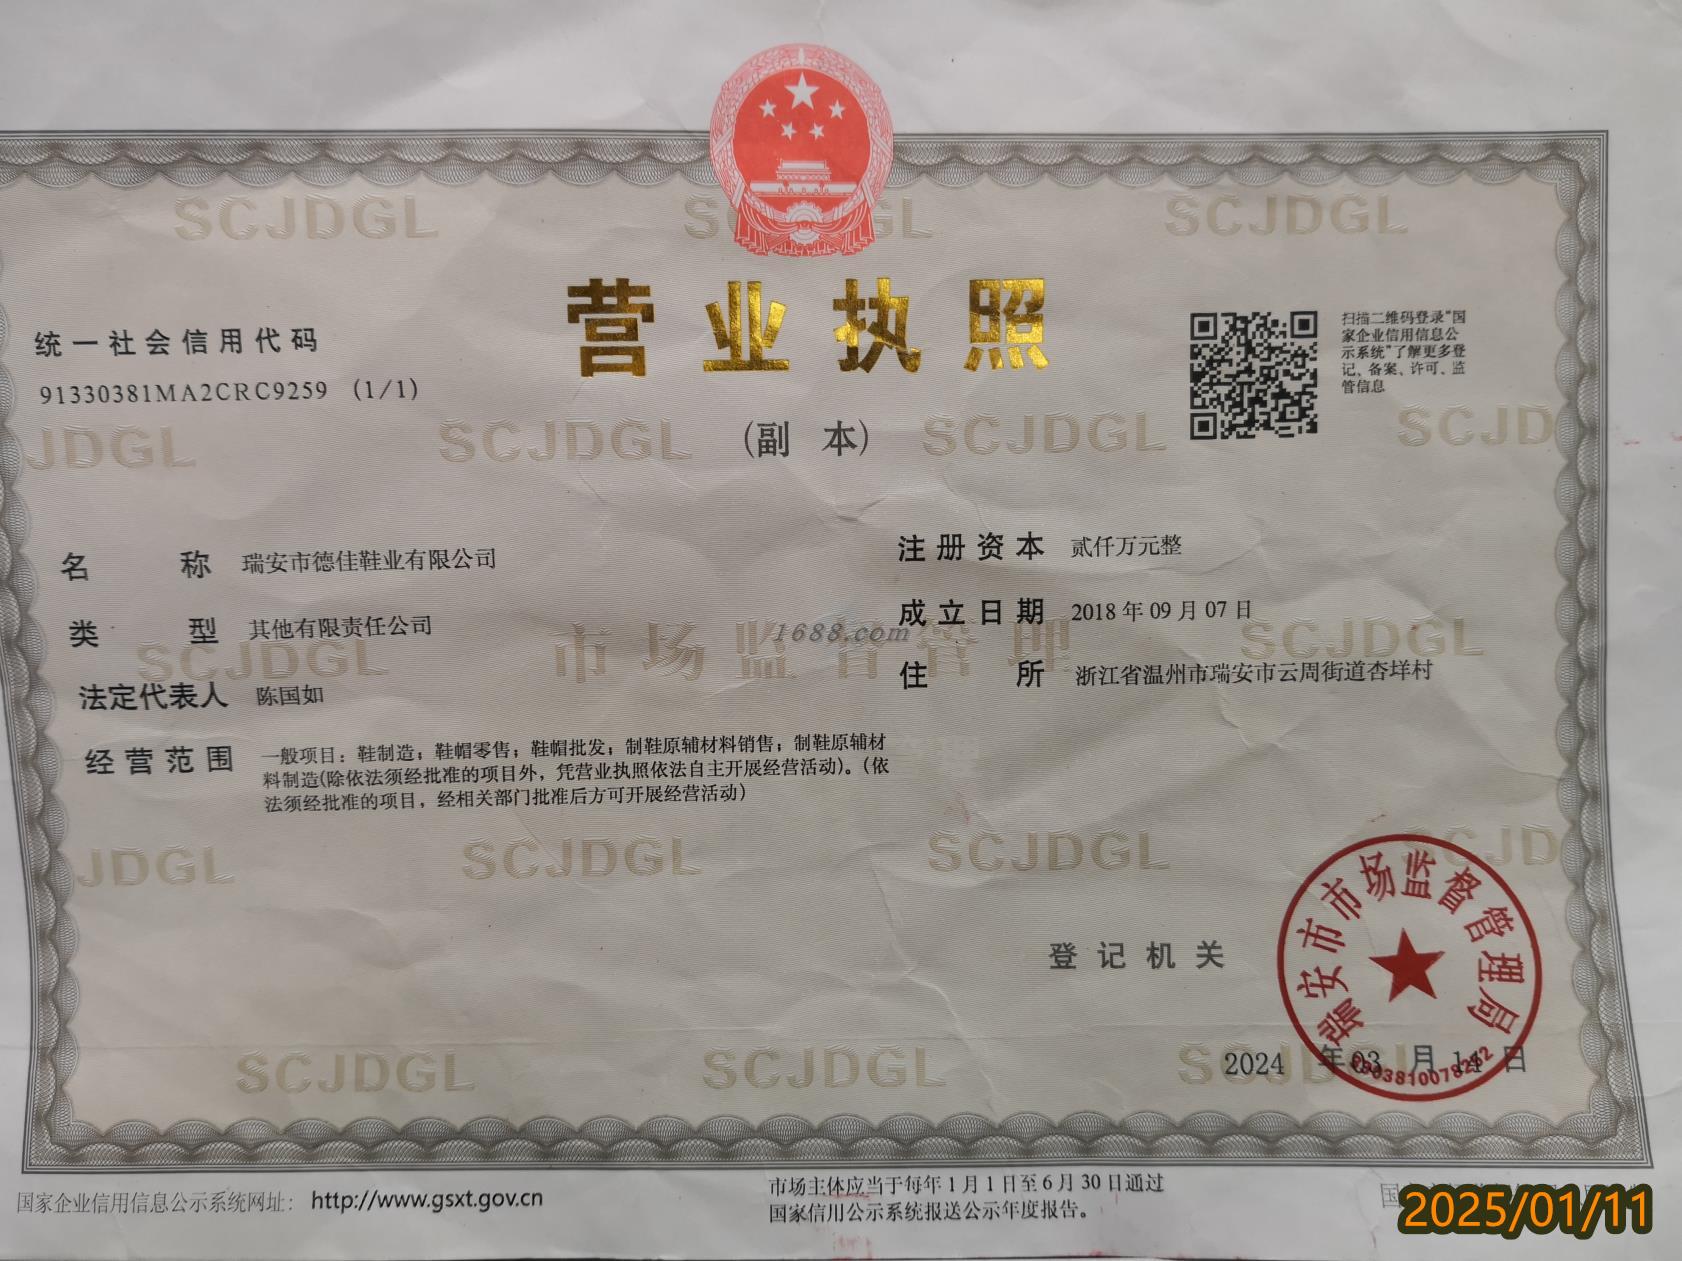 SCJDGL SCJDGL SCJDGL
营业执照
(副 本)
统一社会信用代码
91330381MA2CRC9259 (1/1)
扫描二维码登录“国
家企业信用信息公
示系统”了解更多登
记、备案、许可、监
管信息
JDGL SCJDGL SCJDGL SCJD
名 称 瑞安市德佳鞋业有限公司
类 型 其他有限责任公司
法定代表人 陈国如
经营范围 一般项目：鞋制造；鞋帽零售；鞋帽批发；制鞋原辅材料销售；制鞋原辅材
料制造(除依法须经批准的项目外，凭营业执照依法自主开展经营活动)。(依
法须经批准的项目，经相关部门批准后方可开展经营活动)
注册资本 贰仟万元整
成立日期 2018 年 09 月 07 日
住 所 浙江省温州市瑞安市云周街道杏垟村
SCJDGL 市场监督管理 SCJDGL
1688.com
JDGL SCJDGL SCJDGL SCJD
登记机关
瑞安市市场监督管理局
2024 年 03 月 14 日
SCJDGL SCJDGL SCJDGL
国家企业信用信息公示系统网址： http://www.gsxt.gov.cn
市场主体应当于每年 1 月 1 日至 6 月 30 日通过
国家信用公示系统报送公示年度报告。
2025/01/11